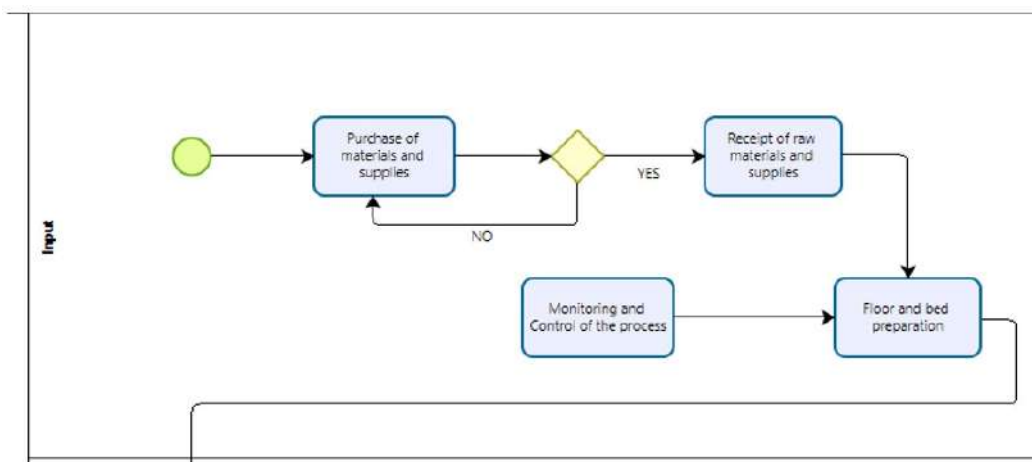 Input
Purchase of
materials and
supplies
YES
NO
Receipt of raw
materials and
supplies
Monitoring and
Control of the process
Floor and bed
preparation